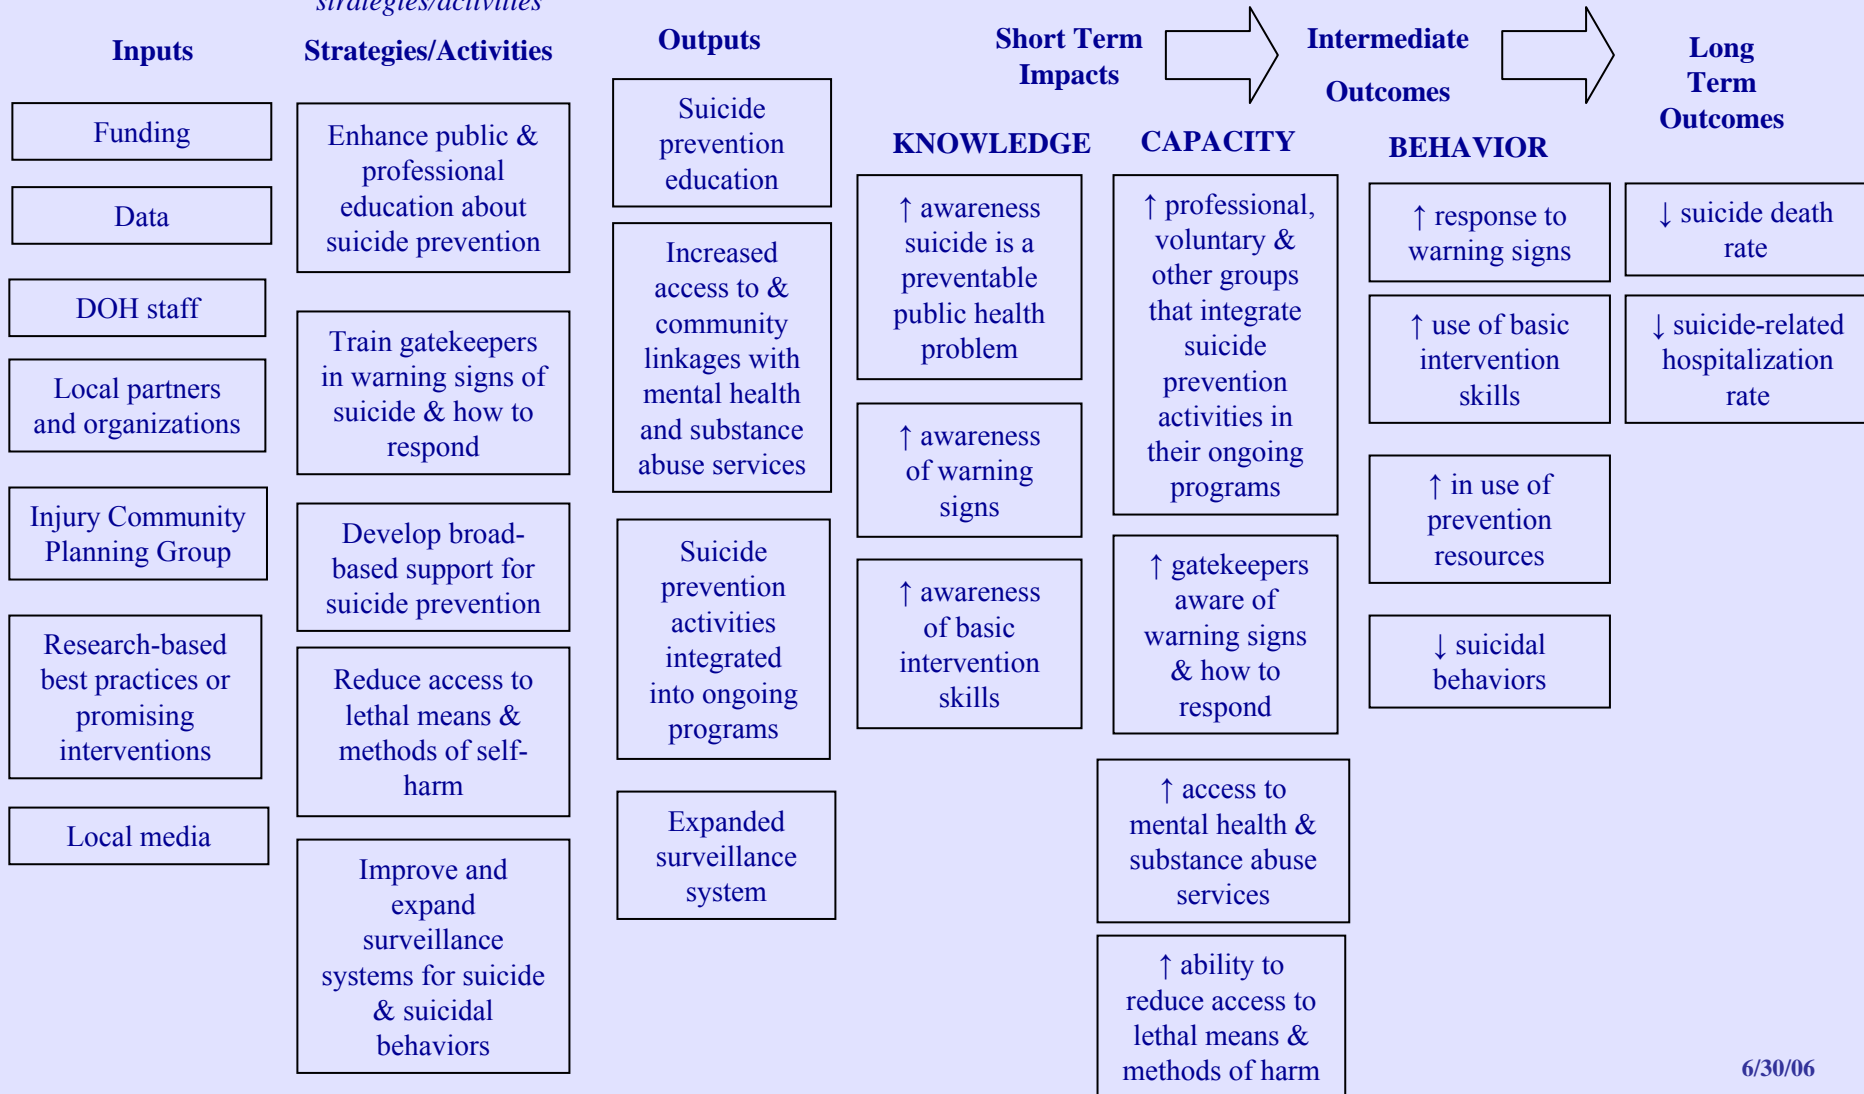 strategies/activities
Inputs
Funding
Data
DOH staff
Local partners
and organizations
Injury Community
Planning Group
Research-based
best practices or
promising
interventions
Local media
Strategies/Activities
Enhance public &
professional
education about
suicide prevention
Train gatekeepers
in warning signs of
suicide & how to
respond
Develop broad-
based support for
suicide prevention
Reduce access to
lethal means &
methods of self-
harm
Improve and
expand
surveillance
systems for suicide
& suicidal
behaviors
Outputs
Suicide
prevention
education
Increased
access to &
community
linkages with
mental health
and substance
abuse services
Suicide
prevention
activities
integrated
into ongoing
programs
Expanded
surveillance
system
Short Term
Impacts
KNOWLEDGE
↑ awareness
suicide is a
preventable
public health
problem
↑ awareness
of warning
signs
↑ awareness
of basic
intervention
skills
CAPACITY
↑ professional,
voluntary &
other groups
that integrate
suicide
prevention
activities in
their ongoing
programs
↑ gatekeepers
aware of
warning signs
& how to
respond
↑ access to
mental health &
substance abuse
services
↑ ability to
reduce access to
lethal means &
methods of harm
Intermediate
Outcomes
BEHAVIOR
↑ response to
warning signs
↑ use of basic
intervention
skills
↑ in use of
prevention
resources
↓ suicidal
behaviors
Long
Term
Outcomes
↓ suicide death
rate
↓ suicide-related
hospitalization
rate
6/30/06